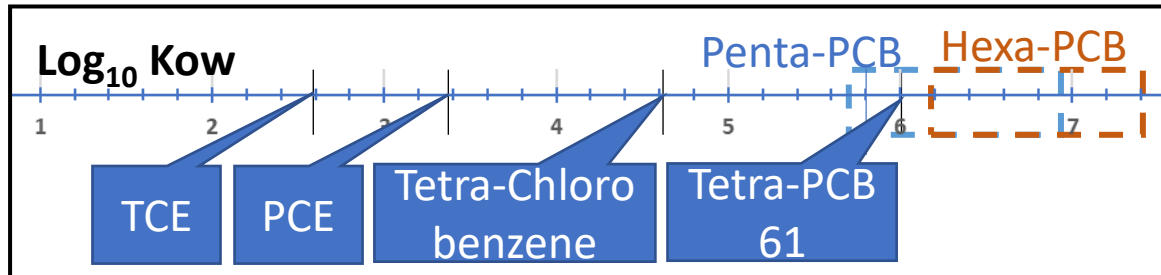 Log₁₀ Kow
Penta-PCB
Hexa-PCB
1 2 3 4 5 6 7
TCE
PCE
Tetra-Chloro
benzene
Tetra-PCB
61